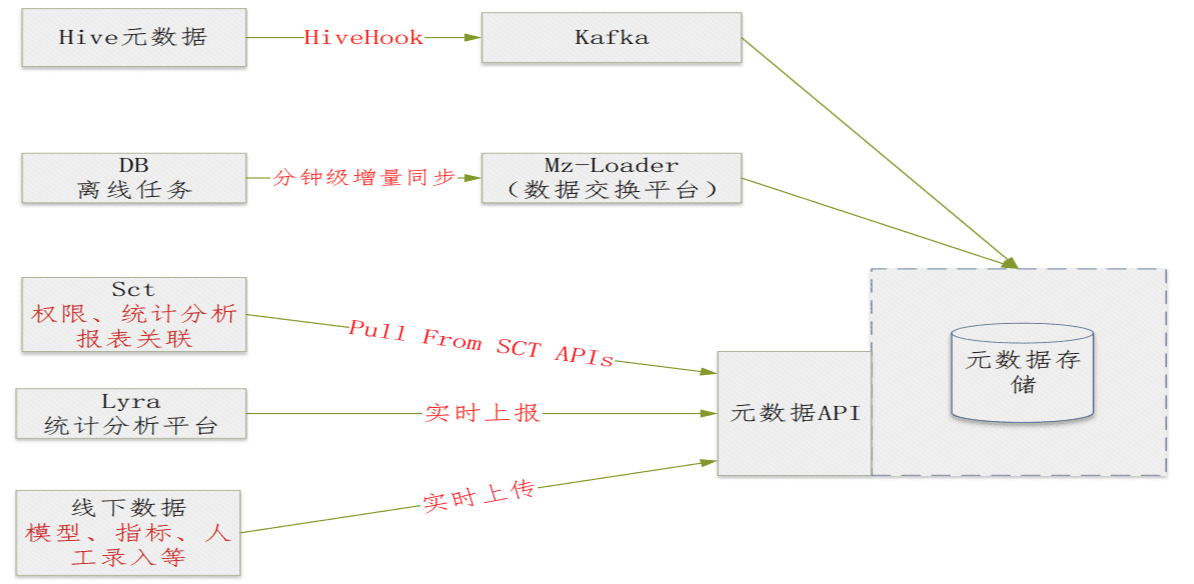 Hive元数据
HiveHook
Kafka
DB
离线任务
分钟级增量同步
Mz-Loader
（数据交换平台）
Sct
权限、统计分析
报表关联
Pull From SCT APIs
Lyra
统计分析平台
实时上报
线下数据
模型、指标、人
工录入等
实时上传
元数据API
元数据存
储